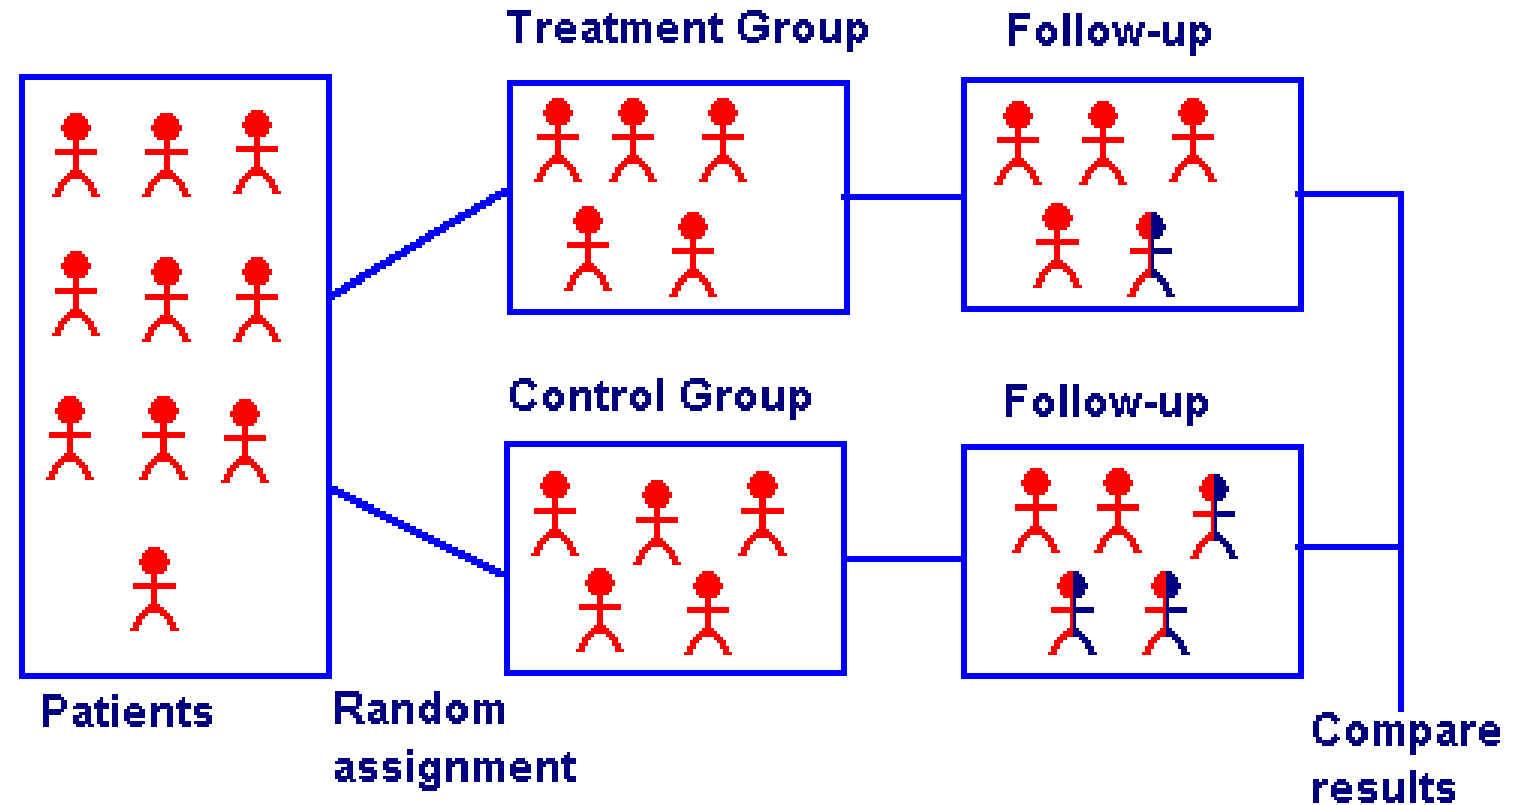 Treatment Group
Follow-up
Control Group
Follow-up
Patients
Random
assignment
Compare
results